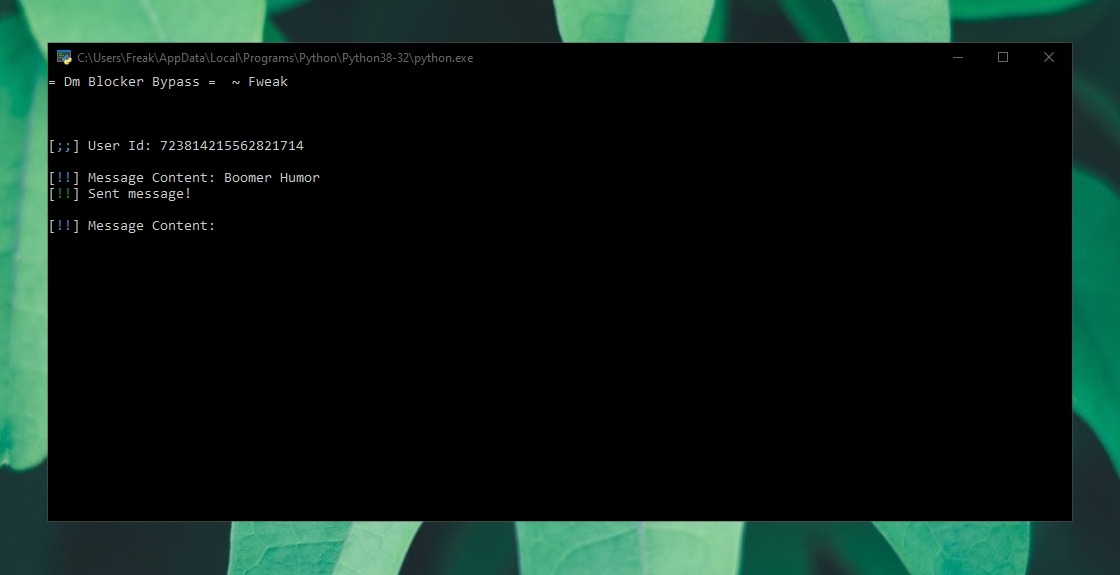 C:\Users\Freak\AppData\Local\Programs\Python\Python38-32\python.exe
= Dm Blocker Bypass =  ~ Fweak
[;;] User Id: 723814215562821714
[!!] Message Content: Boomer Humor
[!!] Sent message!
[!!] Message Content: